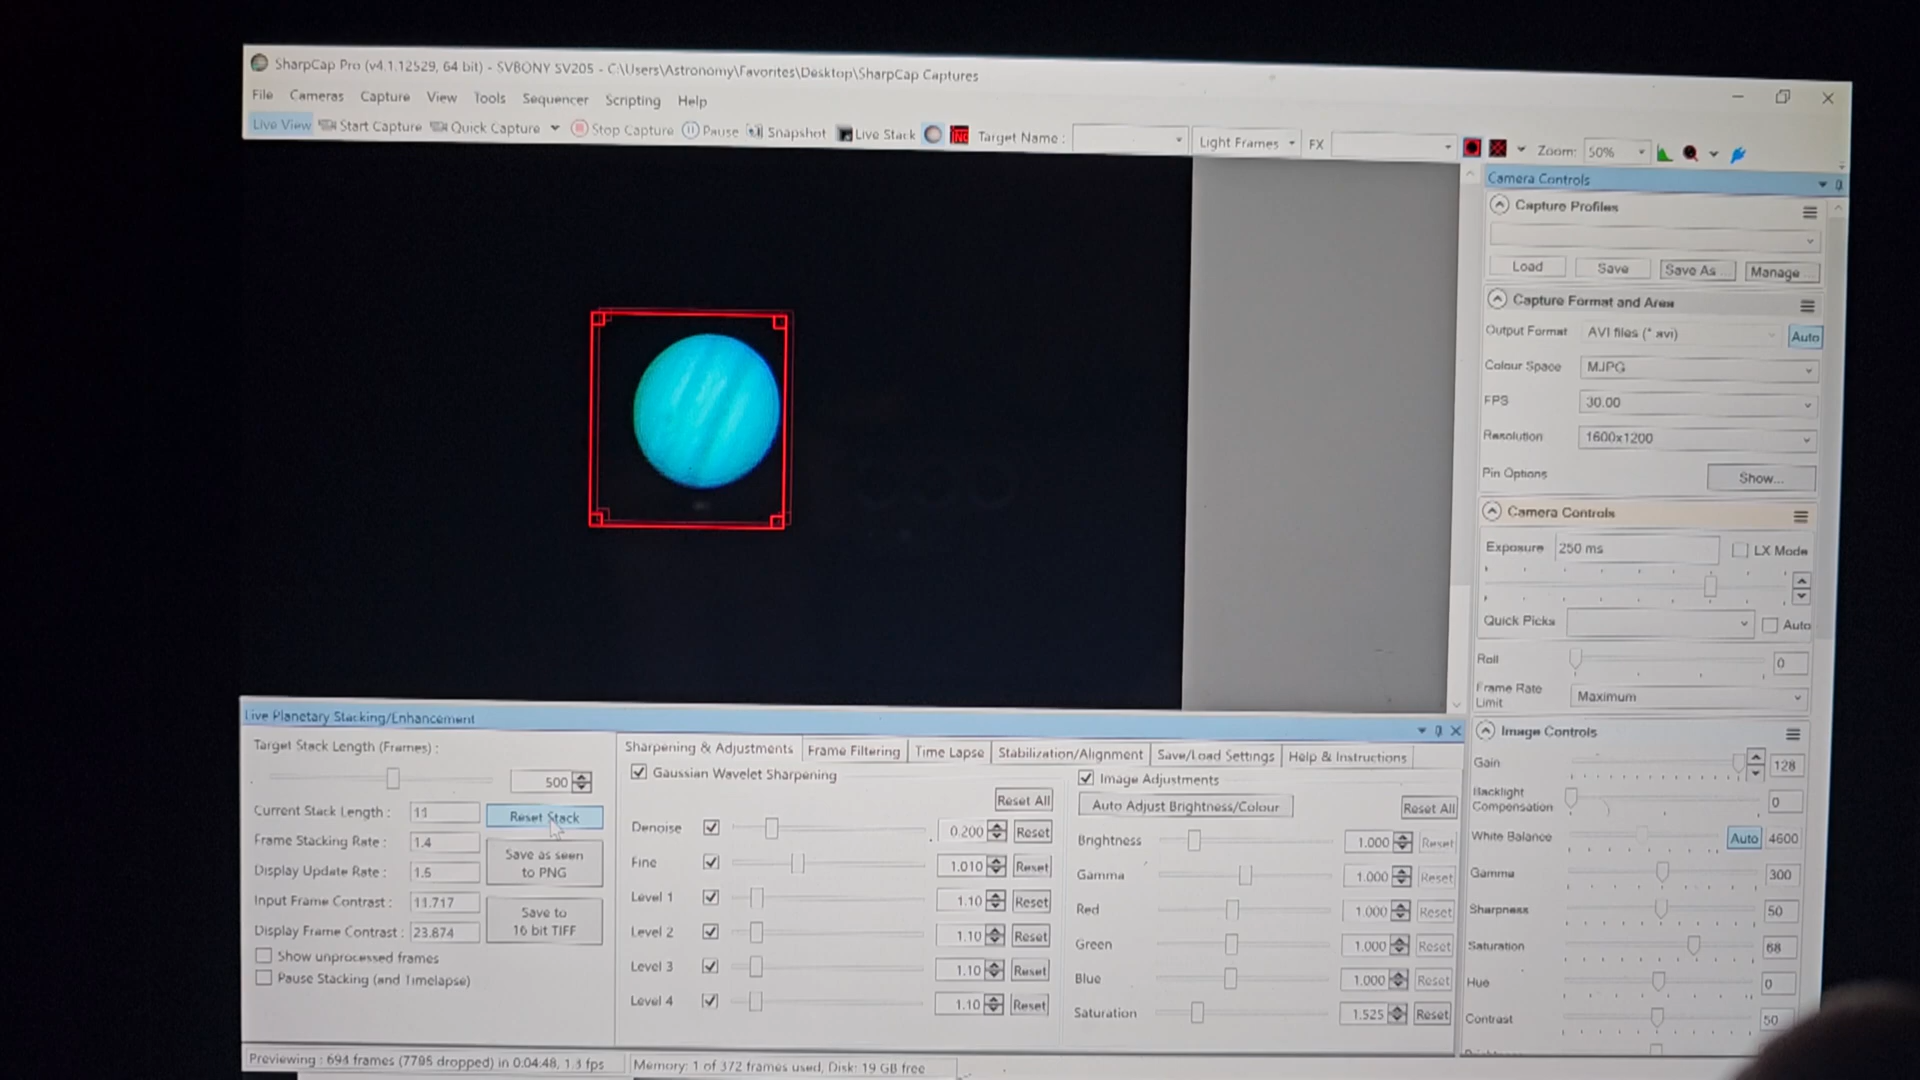 SharpCap Pro (v4.1.12529, 64 bit) - SVBONY SV205 - C:\Users\Astronomy\Favorites\Desktop\SharpCap Captures
File Cameras Capture View Tools Sequencer Scripting Help
Live View Start Capture Quick Capture Stop Capture Pause Snapshot Live Stack Target Name : Light Frames FX Zoom: 50%
Camera Controls
Capture Profiles
Load Save Save As ... Manage ...
Capture Format and Area
Output Format AVI files (*.avi) Auto
Colour Space MJPG
FPS 30.00
Resolution 1600x1200
Pin Options Show...
Camera Controls
Exposure 250 ms LX Mode
Quick Picks Auto
Roll 0
Frame Rate Limit Maximum
Image Controls
Gain 128
Backlight Compensation 0
White Balance Auto 4600
Gamma 300
Sharpness 50
Saturation 68
Hue 0
Contrast 50
Live Planetary Stacking/Enhancement
Target Stack Length (Frames) :
500
Current Stack Length : 11 Reset Stack
Frame Stacking Rate : 1.4
Save as seen to PNG
Display Update Rate : 1.5
Input Frame Contrast : 11.717
Save to 16 bit TIFF
Display Frame Contrast : 23.874
Show unprocessed frames
Pause Stacking (and Timelapse)
Sharpening & Adjustments Frame Filtering Time Lapse Stabilization/Alignment Save/Load Settings Help & Instructions
Gaussian Wavelet Sharpening
Reset All
Denoise 0.200 Reset
Fine 1.010 Reset
Level 1 1.10 Reset
Level 2 1.10 Reset
Level 3 1.10 Reset
Level 4 1.10 Reset
Image Adjustments
Auto Adjust Brightness/Colour Reset All
Brightness 1.000 Reset
Gamma 1.000 Reset
Red 1.000 Reset
Green 1.000 Reset
Blue 1.000 Reset
Saturation 1.525 Reset
Previewing : 694 frames (7785 dropped) in 0:04:48, 1.3 fps Memory: 1 of 372 frames used, Disk: 19 GB free